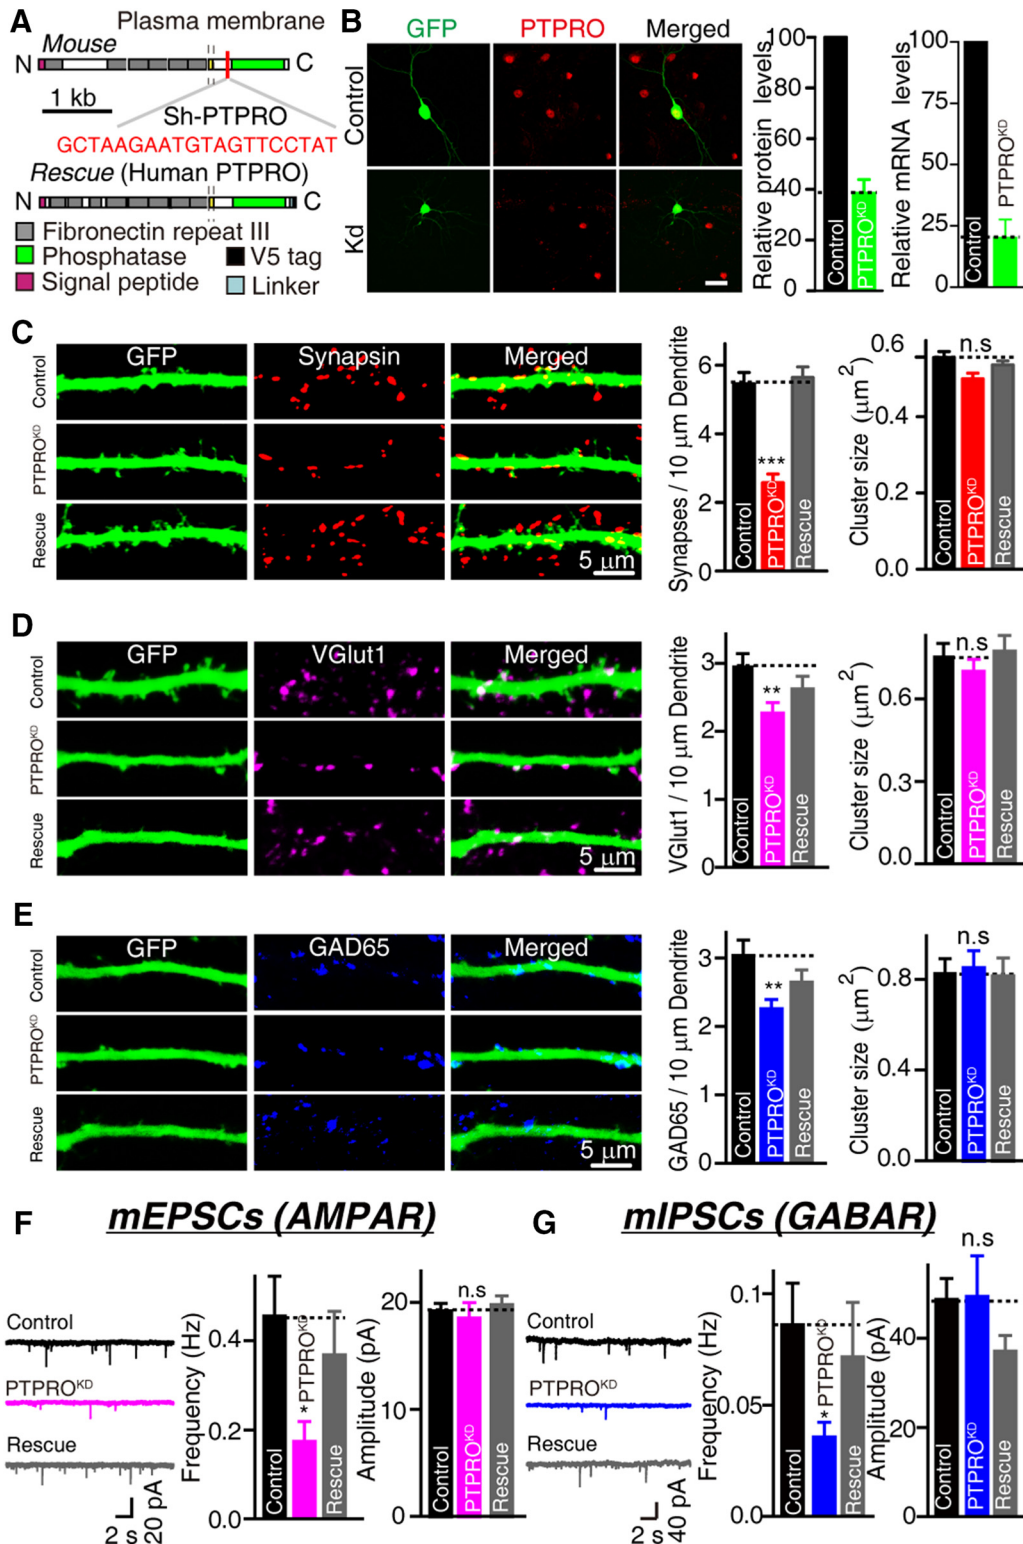 A
Plasma membrane
Mouse
N
C
1 kb
Sh-PTPRO
GCTAAGAATGTAGTTCCTAT
Rescue (Human PTPRO)
N
C
Fibronectin repeat III
Phosphatase
V5 tag
Signal peptide
Linker
B
GFP
PTPRO
Merged
Control
Kd
Relative protein levels
100
80
60
40
20
0
Control
PTPROKD
Relative mRNA levels
100
75
50
25
0
Control
PTPROKD
C
GFP
Synapsin
Merged
Control
PTPROKD
Rescue
5 μm
Synapses / 10 μm Dendrite
6
4
2
0
***
Control
PTPROKD
Rescue
Cluster size (μm2)
0.6
0.4
0.2
0.0
n.s
Control
PTPROKD
Rescue
D
GFP
VGlut1
Merged
Control
PTPROKD
Rescue
5 μm
VGlut1 / 10 μm Dendrite
3
2
1
0
**
Control
PTPROKD
Rescue
Cluster size (μm2)
0.6
0.3
0.0
n.s
Control
PTPROKD
Rescue
E
GFP
GAD65
Merged
Control
PTPROKD
Rescue
5 μm
GAD65 / 10 μm Dendrite
3
2
1
0
**
Control
PTPROKD
Rescue
Cluster size (μm2)
0.8
0.4
0.0
n.s
Control
PTPROKD
Rescue
F
mEPSCs (AMPAR)
Control
PTPROKD
Rescue
2 s
20 pA
Frequency (Hz)
0.4
0.2
0.0
Control
* PTPROKD
Rescue
Amplitude (pA)
20
10
0
n.s
Control
PTPROKD
Rescue
G
mIPSCs (GABAR)
Control
PTPROKD
Rescue
2 s
40 pA
Frequency (Hz)
0.1
0.05
0.0
Control
* PTPROKD
Rescue
Amplitude (pA)
40
20
0
n.s
Control
PTPROKD
Rescue